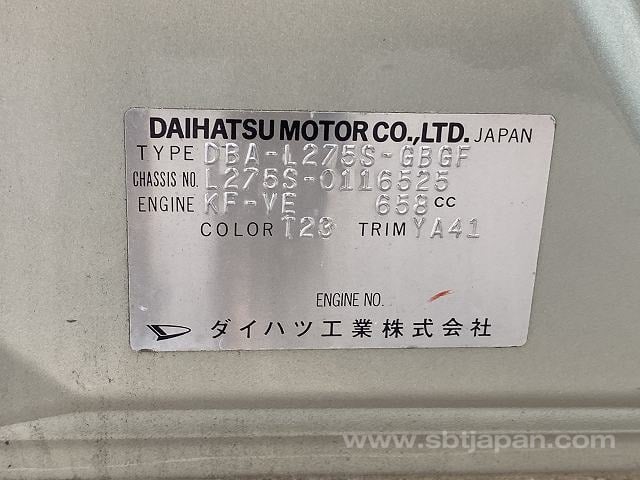 DAIHATSU MOTOR CO.,LTD. JAPAN
TYPE DBA-L275S-GBGF
CHASSIS NO. L275S-0116525
ENGINE KF-VE 658 CC
COLOR T23 TRIM YA41
ENGINE NO.
ダイハツ工業株式会社
www.sbtjapan.com